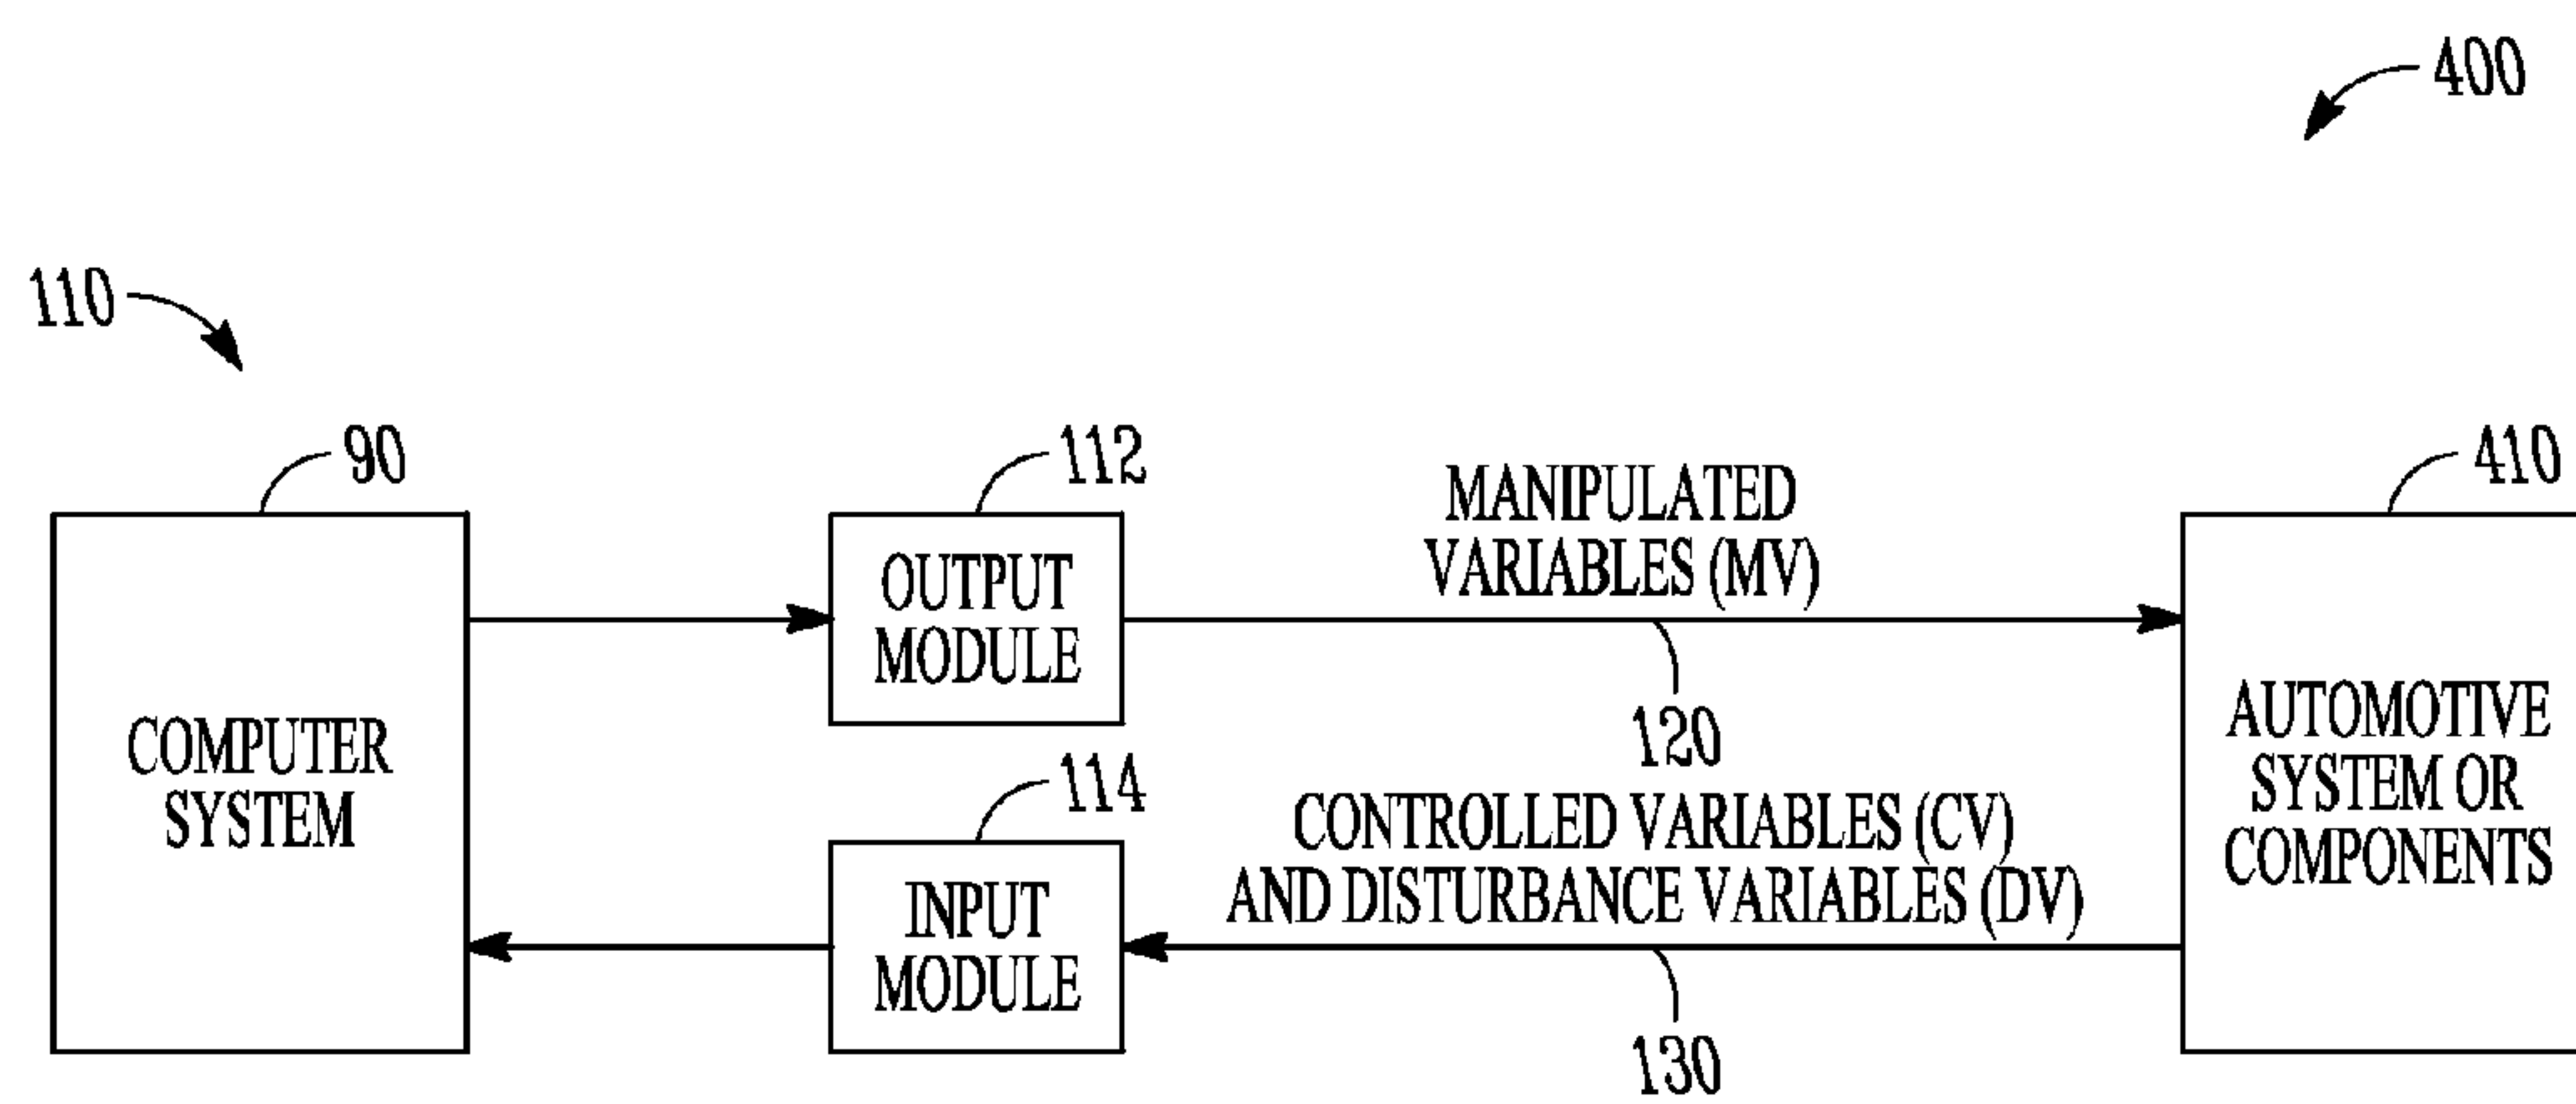 400
110
90
112
410
MANIPULATED
VARIABLES (MV)
OUTPUT
MODULE
120
COMPUTER
SYSTEM
AUTOMOTIVE
SYSTEM OR
COMPONENTS
114
CONTROLLED VARIABLES (CV)
AND DISTURBANCE VARIABLES (DV)
INPUT
MODULE
130